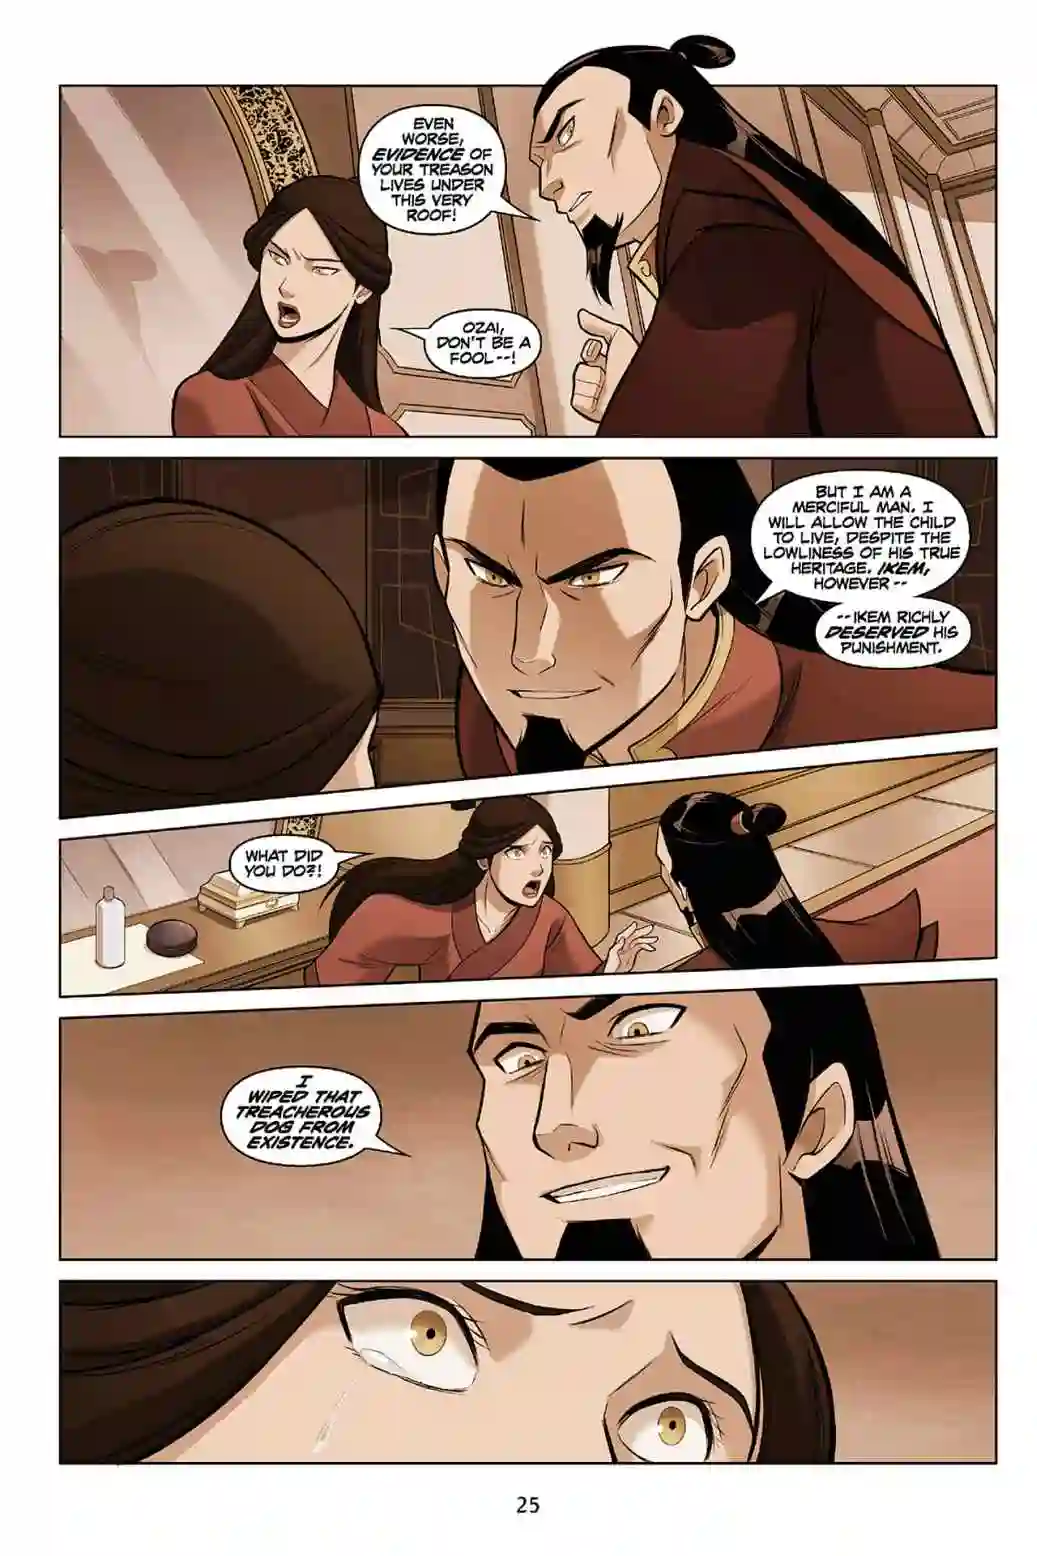 EVEN
WORSE,
EVIDENCE OF
YOUR TREASON
LIVES UNDER
THIS VERY
ROOF!
OZAI,
DON'T BE A
FOOL--!
BUT I AM A
MERCIFUL MAN. I
WILL ALLOW THE CHILD
TO LIVE, DESPITE THE
LOWLINESS OF HIS TRUE
HERITAGE. IKEM,
HOWEVER--
--IKEM RICHLY
DESERVED HIS
PUNISHMENT.
WHAT DID
YOU DO?!
I
WIPED THAT
TREACHEROUS
DOG FROM
EXISTENCE.
25